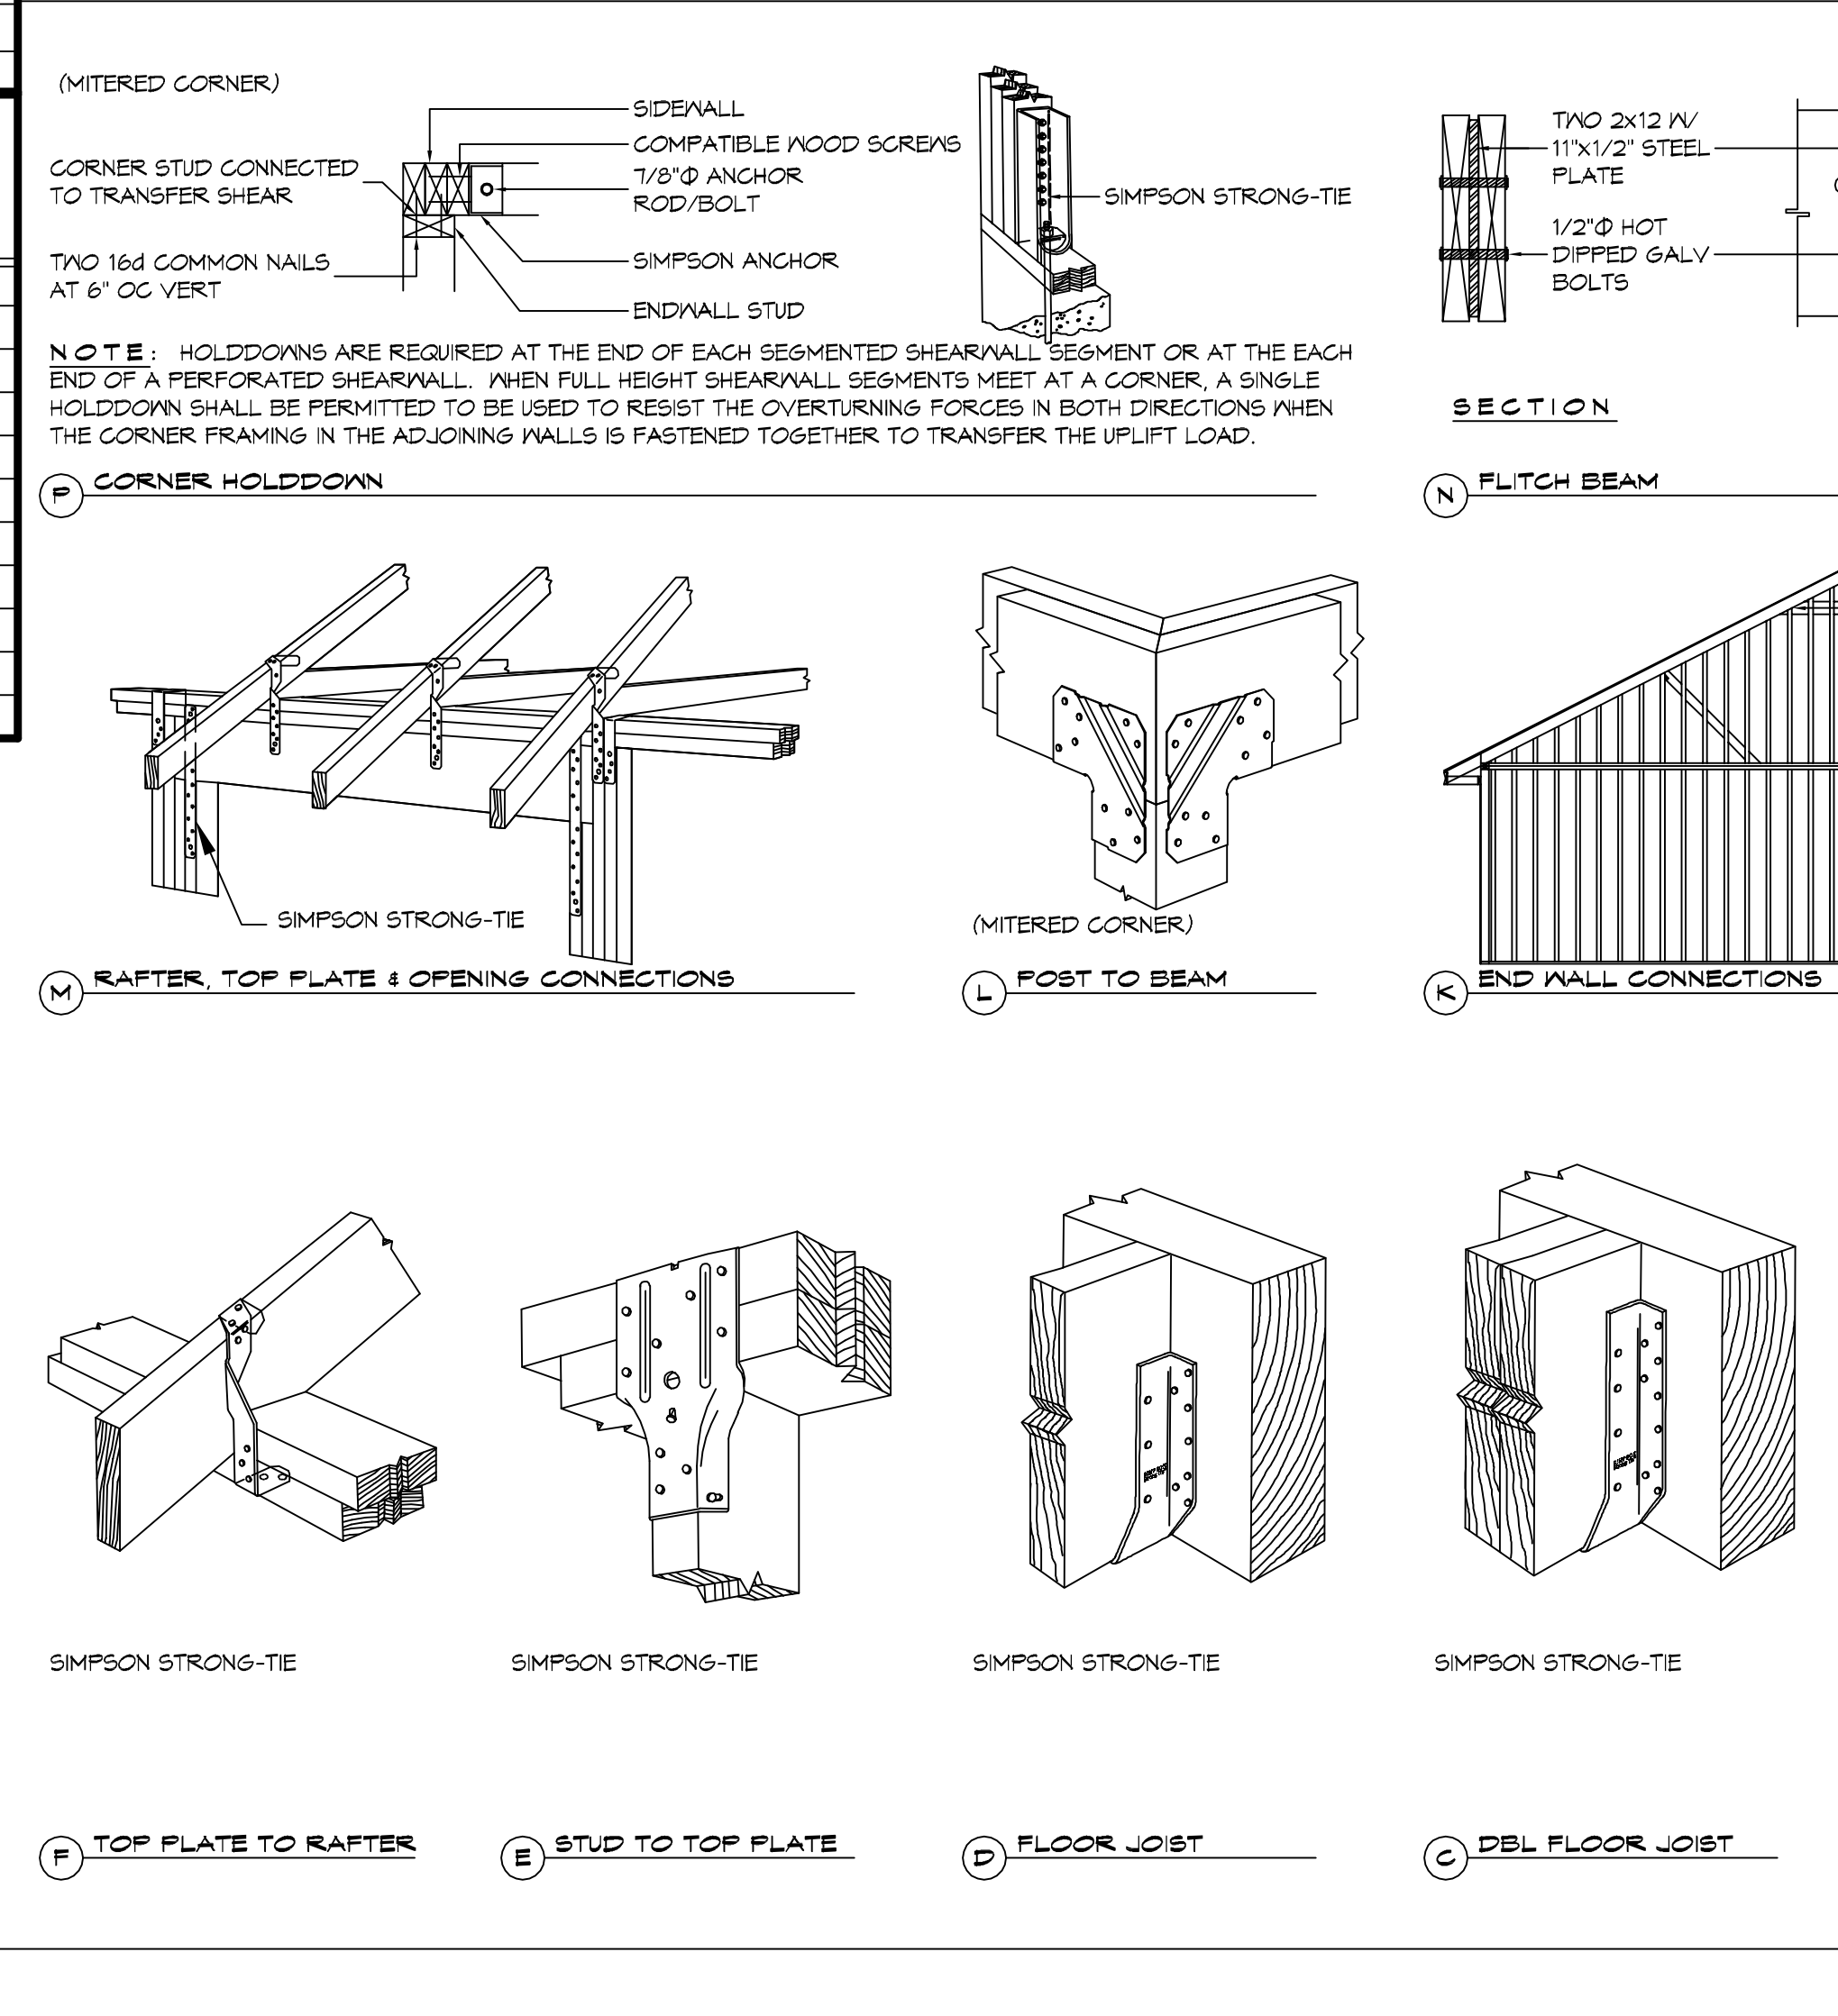 (MITERED CORNER)
CORNER STUD CONNECTED
TO TRANSFER SHEAR
TWO 16d COMMON NAILS
AT 6" OC VERT
SIDEWALL
COMPATIBLE WOOD SCREWS
7/8"Φ ANCHOR
ROD/BOLT
SIMPSON ANCHOR
ENDWALL STUD
SIMPSON STRONG-TIE
NOTE: HOLDDOWNS ARE REQUIRED AT THE END OF EACH SEGMENTED SHEARWALL SEGMENT OR AT THE EACH
END OF A PERFORATED SHEARWALL. WHEN FULL HEIGHT SHEARWALL SEGMENTS MEET AT A CORNER, A SINGLE
HOLDDOWN SHALL BE PERMITTED TO BE USED TO RESIST THE OVERTURNING FORCES IN BOTH DIRECTIONS WHEN
THE CORNER FRAMING IN THE ADJOINING WALLS IS FASTENED TOGETHER TO TRANSFER THE UPLIFT LOAD.
P CORNER HOLDDOWN
TWO 2x12 W/
11"x1/2" STEEL
PLATE
1/2"Φ HOT
DIPPED GALV
BOLTS
SECTION
N FLITCH BEAM
SIMPSON STRONG-TIE
M RAFTER, TOP PLATE & OPENING CONNECTIONS
(MITERED CORNER)
L POST TO BEAM
K END WALL CONNECTIONS
SIMPSON STRONG-TIE
F TOP PLATE TO RAFTER
SIMPSON STRONG-TIE
E STUD TO TOP PLATE
SIMPSON STRONG-TIE
D FLOOR JOIST
SIMPSON STRONG-TIE
C DBL FLOOR JOIST